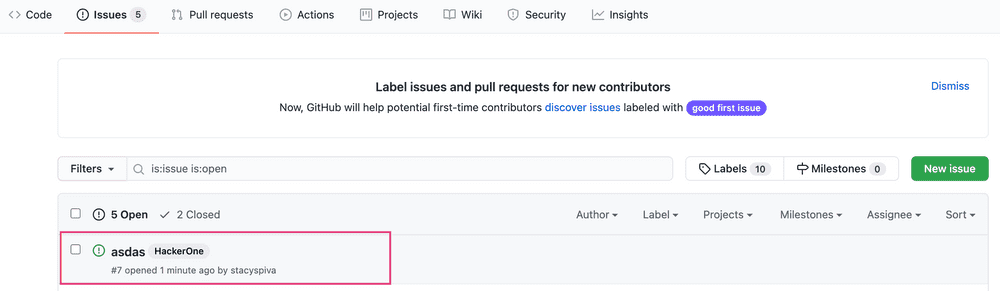 Code Issues 5 Pull requests Actions Projects Wiki Security Insights
Label issues and pull requests for new contributors
Dismiss
Now, GitHub will help potential first-time contributors discover issues labeled with good first issue
Filters is:issue is:open Labels 10 Milestones 0 New issue
5 Open 2 Closed Author Label Projects Milestones Assignee Sort
asdas HackerOne
#7 opened 1 minute ago by stacyspiva